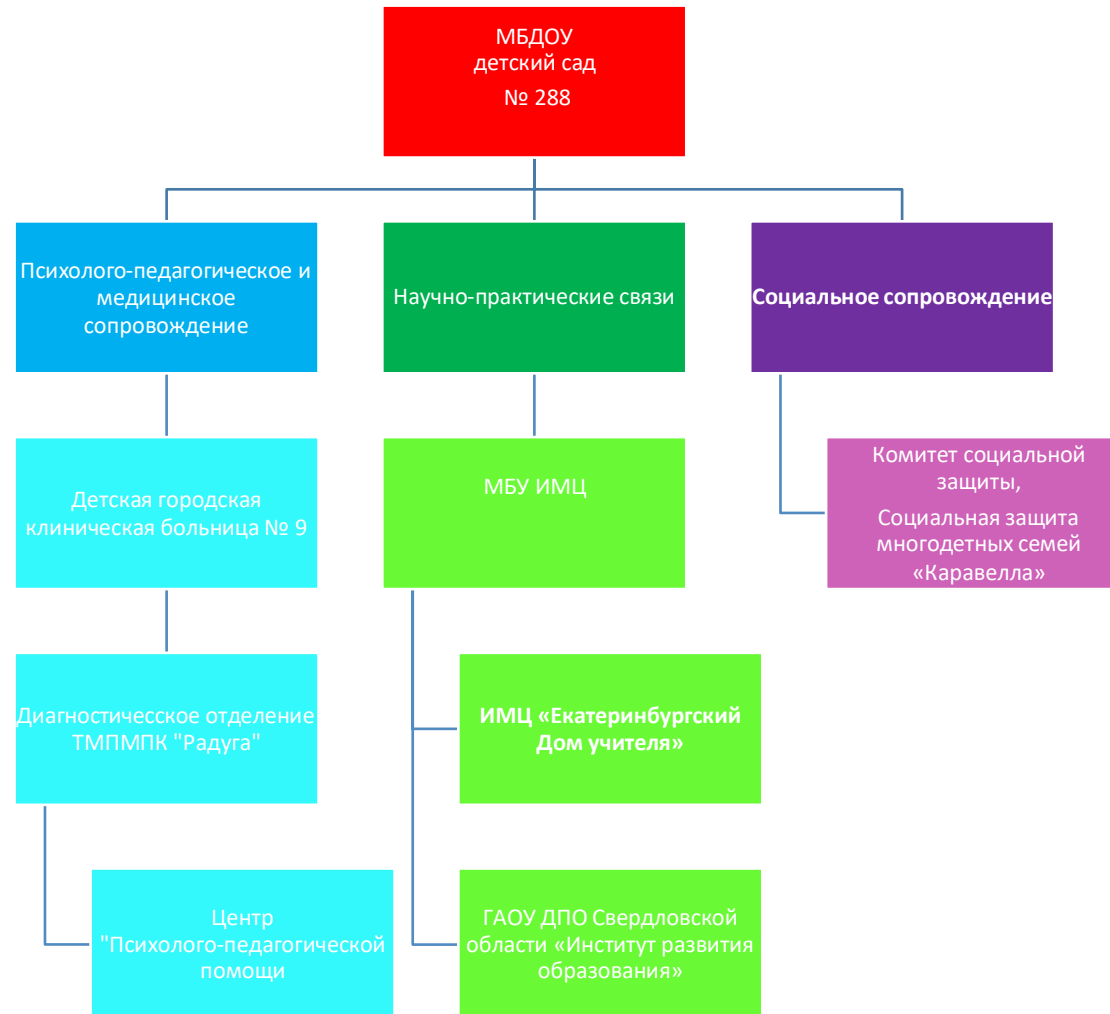 МБДОУ
детский сад
№ 288
Психолого-педагогическое и
медицинское
сопровождение
Научно-практические связи
Социальное сопровождение
Детская городская
клиническая больница № 9
МБУ ИМЦ
Комитет социальной
защиты,
Социальная защита
многодетных семей
«Каравелла»
Диагностичесское отделение
ТМПМПК "Радуга"
ИМЦ «Екатеринбургский
Дом учителя»
Центр
"Психолого-педагогической
помощи
ГАОУ ДПО Свердловской
области «Институт развития
образования»